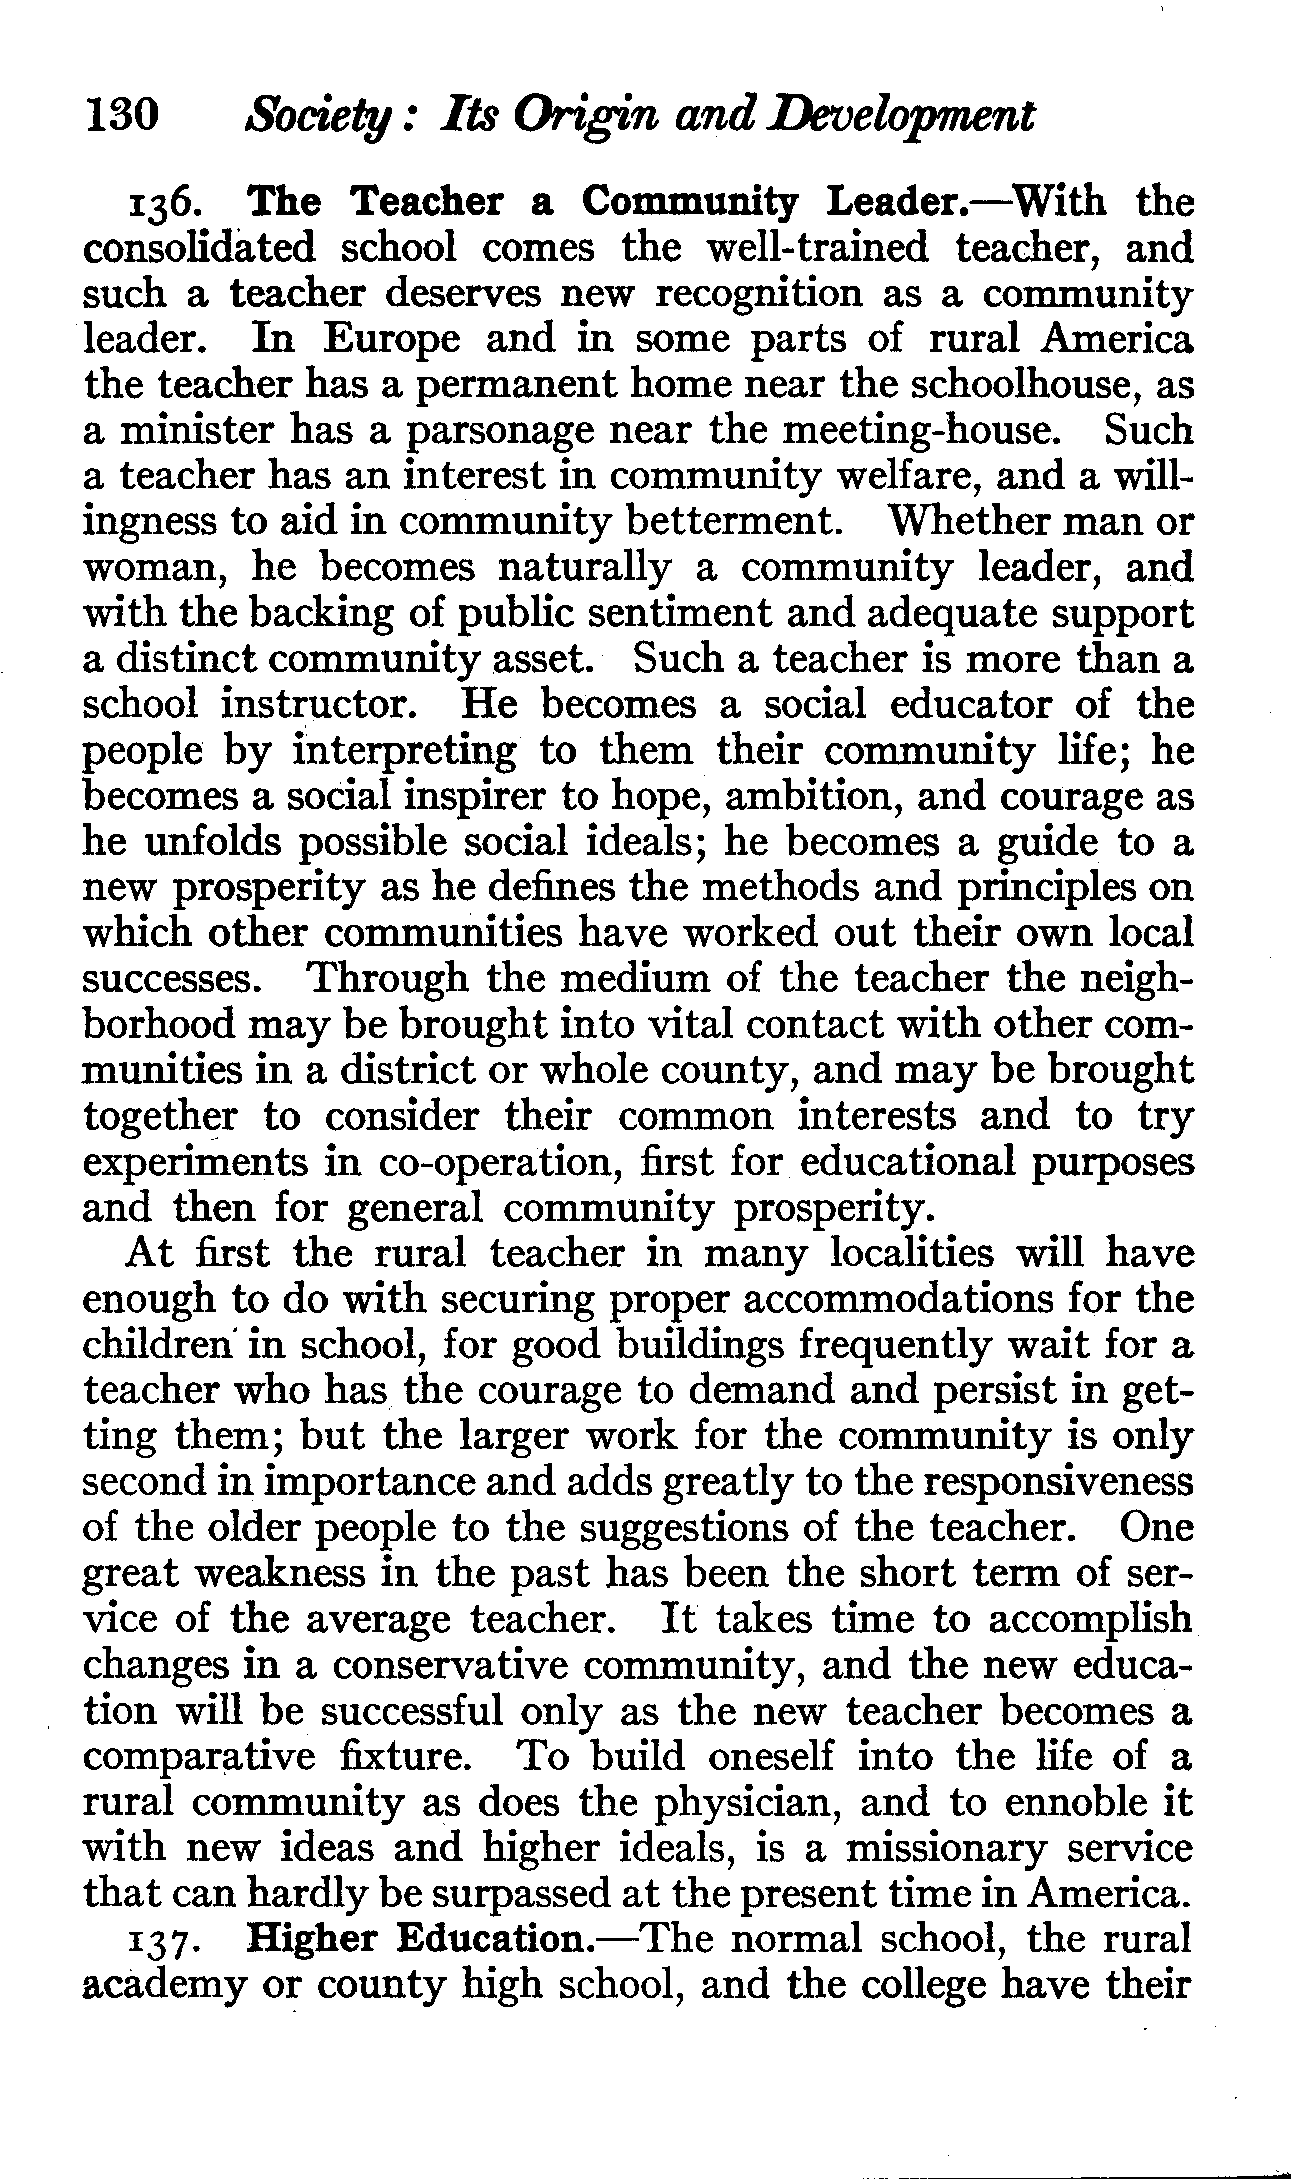 130 Society : Its Origin and Development
136. The Teacher a Community Leader.—With the
consolidated school comes the well-trained teacher, and
such a teacher deserves new recognition as a community
leader. In Europe and in some parts of rural America
the teacher has a permanent home near the schoolhouse, as
a minister has a parsonage near the meeting-house. Such
a teacher has an interest in community welfare, and a will-
ingness to aid in community betterment. Whether man or
woman, he becomes naturally a community leader, and
with the backing of public sentiment and adequate support
a distinct community asset. Such a teacher is more than a
school instructor. He becomes a social educator of the
people by interpreting to them their community life; he
becomes a social inspirer to hope, ambition, and courage as
he unfolds possible social ideals; he becomes a guide to a
new prosperity as he defines the methods and principles on
which other communities have worked out their own local
successes. Through the medium of the teacher the neigh-
borhood may be brought into vital contact with other com-
munities in a district or whole county, and may be brought
together to consider their common interests and to try
experiments in co-operation, first for educational purposes
and then for general community prosperity.
At first the rural teacher in many localities will have
enough to do with securing proper accommodations for the
children in school, for good buildings frequently wait for a
teacher who has the courage to demand and persist in get-
ting them; but the larger work for the community is only
second in importance and adds greatly to the responsiveness
of the older people to the suggestions of the teacher. One
great weakness in the past has been the short term of ser-
vice of the average teacher. It takes time to accomplish
changes in a conservative community, and the new educa-
tion will be successful only as the new teacher becomes a
comparative fixture. To build oneself into the life of a
rural community as does the physician, and to ennoble it
with new ideas and higher ideals, is a missionary service
that can hardly be surpassed at the present time in America.
137. Higher Education.—The normal school, the rural
academy or county high school, and the college have their